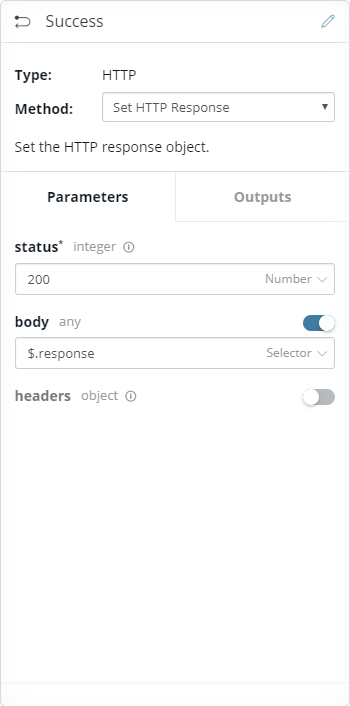 Success
Type: HTTP
Method: Set HTTP Response
Set the HTTP response object.
Parameters Outputs
status* integer
200 Number
body any
$.response Selector
headers object